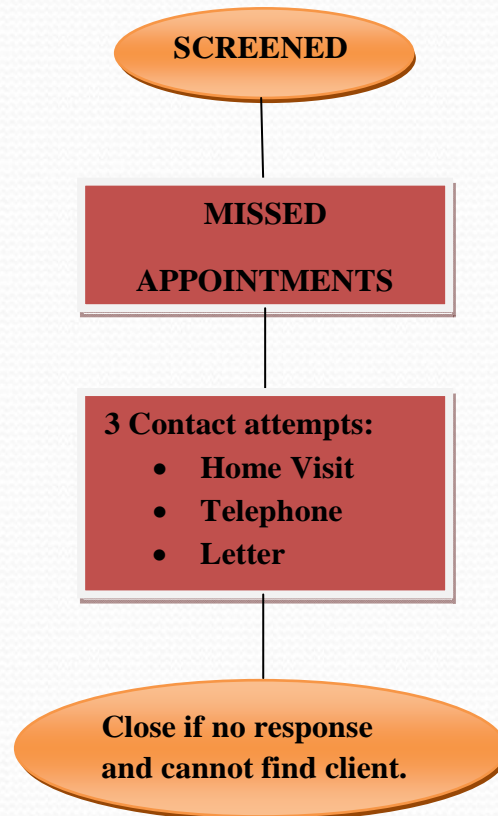 SCREENED
MISSED
APPOINTMENTS
3 Contact attempts:
• Home Visit
• Telephone
• Letter
Close if no response
and cannot find client.